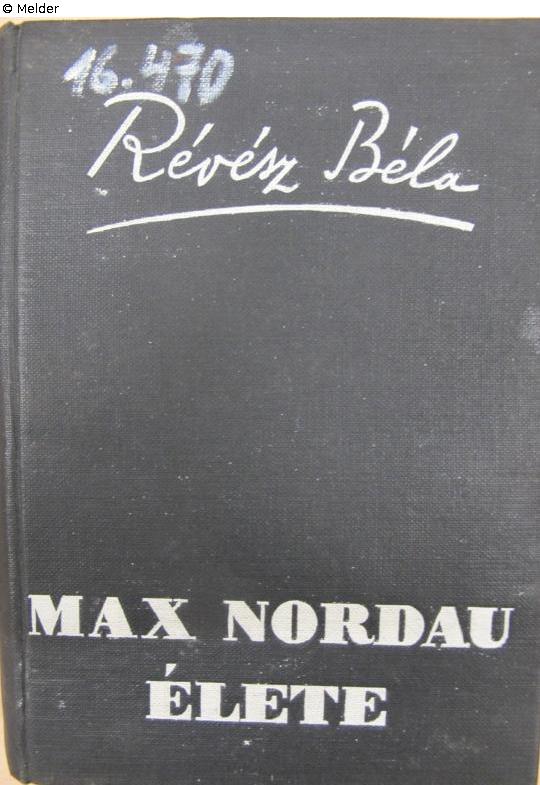 © Melder
16.470
Révész Béla
MAX NORDAU
ÉLETE